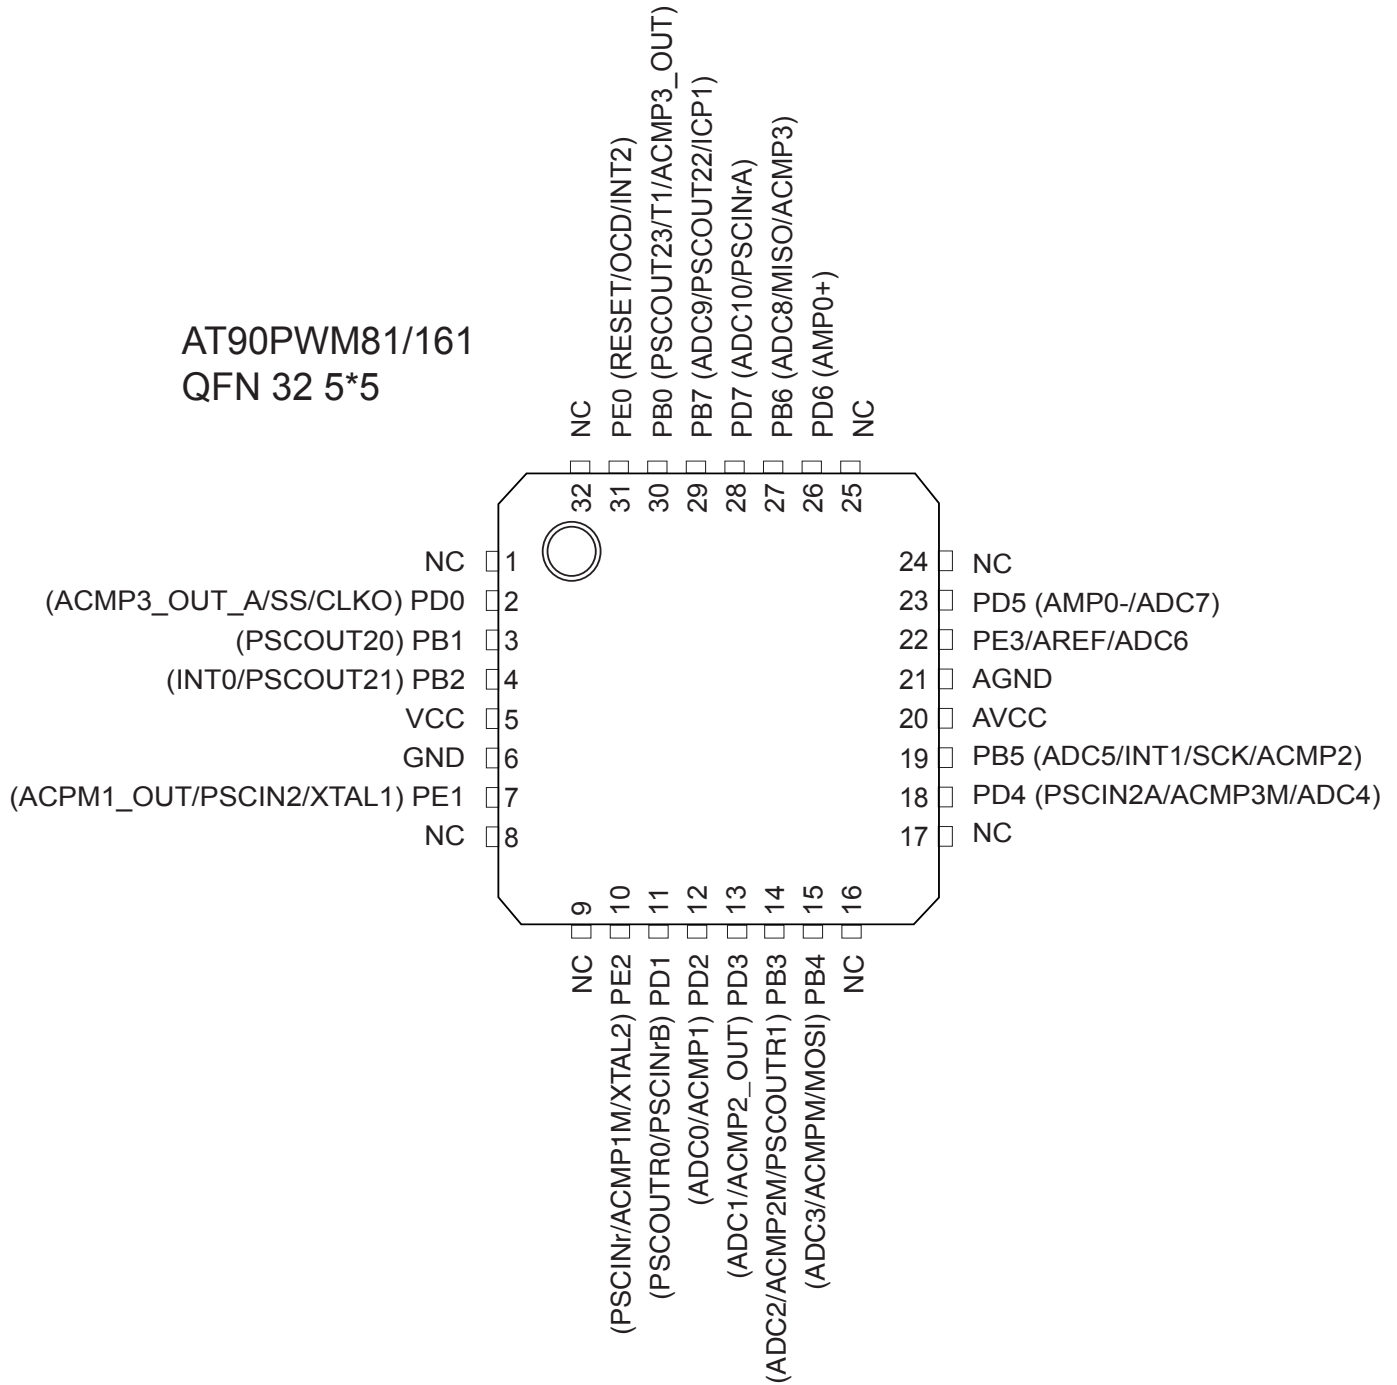 AT90PWM81/161
QFN 32 5*5
NC
PE0 (RESET/OCD/INT2)
PB0 (PSCOUT23/T1/ACMP3_OUT)
PB7 (ADC9/PSCOUT22/ICP1)
PD7 (ADC10/PSCINrA)
PB6 (ADC8/MISO/ACMP3)
PD6 (AMP0+)
NC
32
31
30
29
28
27
26
25
NC 1
(ACMP3_OUT_A/SS/CLKO) PD0 2
(PSCOUT20) PB1 3
(INT0/PSCOUT21) PB2 4
VCC 5
GND 6
(ACPM1_OUT/PSCIN2/XTAL1) PE1 7
NC 8
24 NC
23 PD5 (AMP0-/ADC7)
22 PE3/AREF/ADC6
21 AGND
20 AVCC
19 PB5 (ADC5/INT1/SCK/ACMP2)
18 PD4 (PSCIN2A/ACMP3M/ADC4)
17 NC
9
10
11
12
13
14
15
16
NC
(PSCINr/ACMP1M/XTAL2) PE2
(PSCOUTR0/PSCINrB) PD1
(ADC0/ACMP1) PD2
(ADC1/ACMP2_OUT) PD3
(ADC2/ACMP2M/PSCOUTR1) PB3
(ADC3/ACMPM/MOSI) PB4
NC